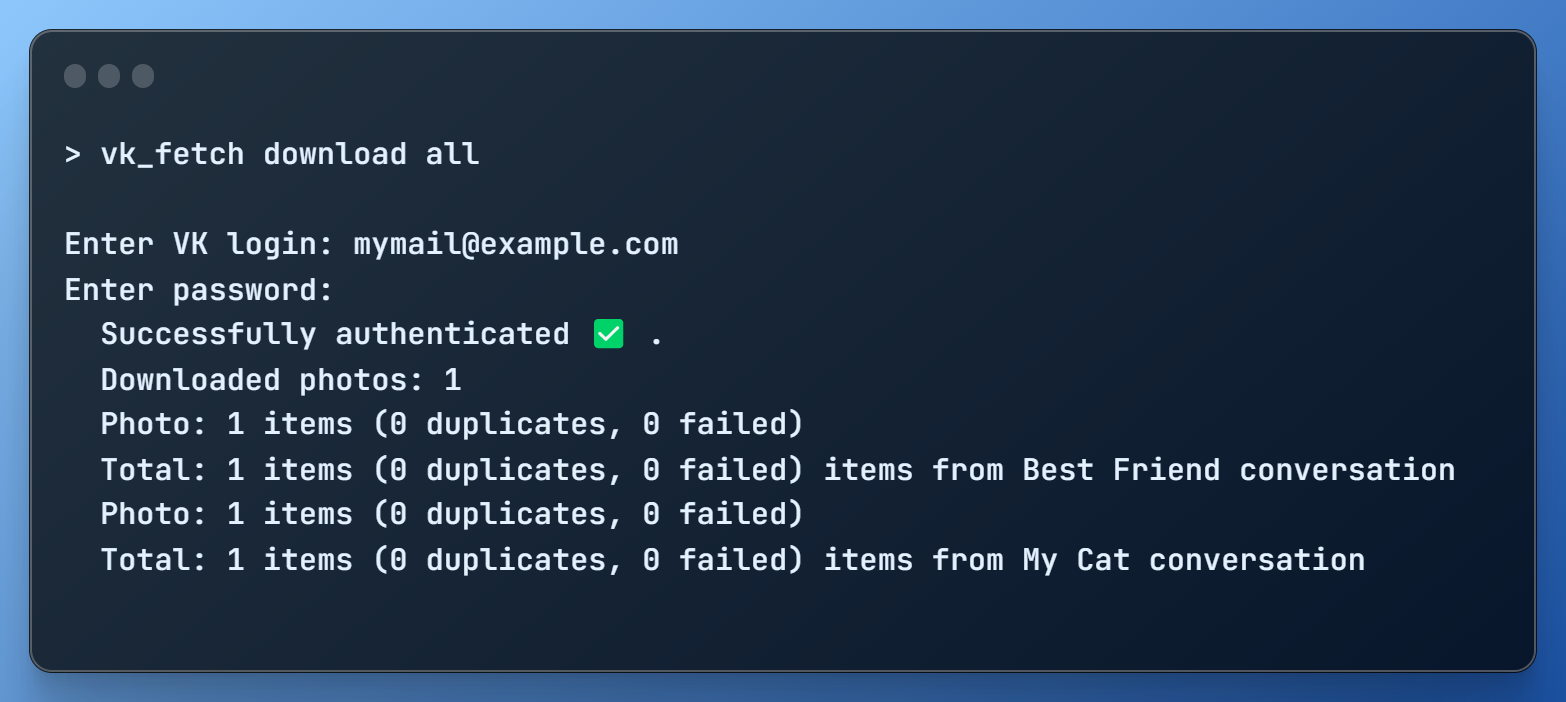 > vk_fetch download all
Enter VK login: mymail@example.com
Enter password:
Successfully authenticated ✅ .
Downloaded photos: 1
Photo: 1 items (0 duplicates, 0 failed)
Total: 1 items (0 duplicates, 0 failed) items from Best Friend conversation
Photo: 1 items (0 duplicates, 0 failed)
Total: 1 items (0 duplicates, 0 failed) items from My Cat conversation